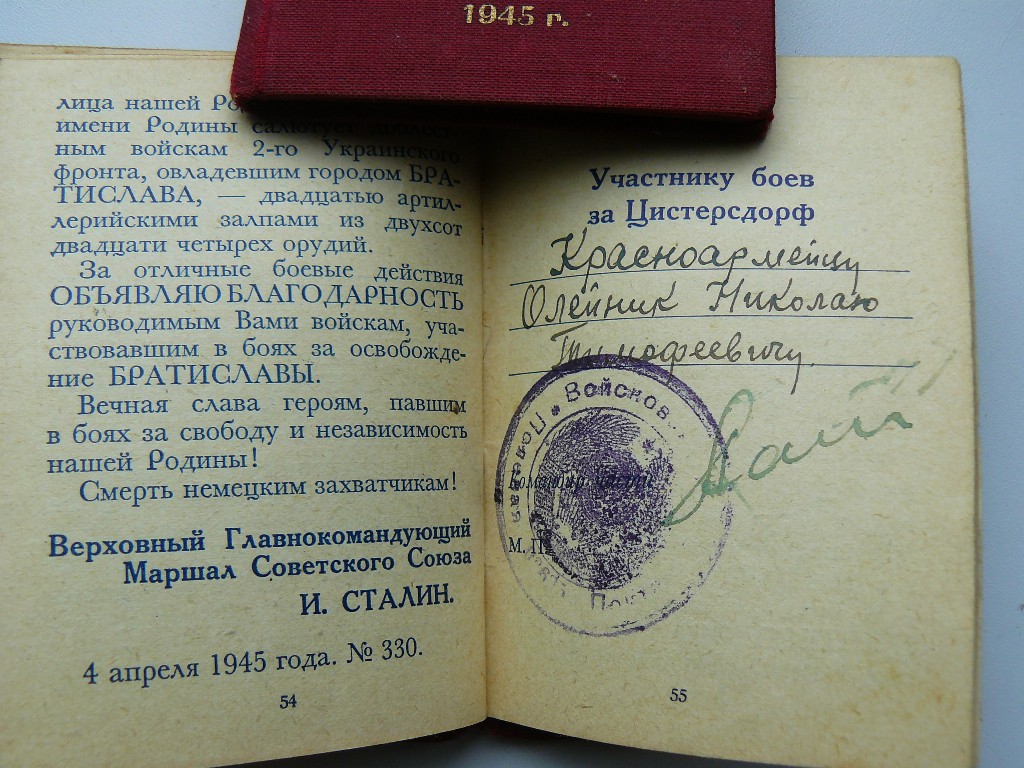 1945 г.
лица нашей
имени Родины салютует доблест-
ным войскам 2-го Украинского
фронта, овладевшим городом БРА-
ТИСЛАВА, — двадцатью артил-
лерийскими залпами из двухсот
двадцати четырех орудий.
За отличные боевые действия
ОБЪЯВЛЯЮ БЛАГОДАРНОСТЬ
руководимым Вами войскам, уча-
ствовавшим в боях за освобожде-
ние БРАТИСЛАВЫ.
Вечная слава героям, павшим
в боях за свободу и независимость
нашей Родины!
Смерть немецким захватчикам!
Верховный Главнокомандующий
Маршал Советского Союза
И. СТАЛИН.
4 апреля 1945 года. № 330.
54
Участнику боев
за Цистерсдорф
Красноармейцу
Олейник Николаю
Тимофеевичу
Командир части
М. П.
55